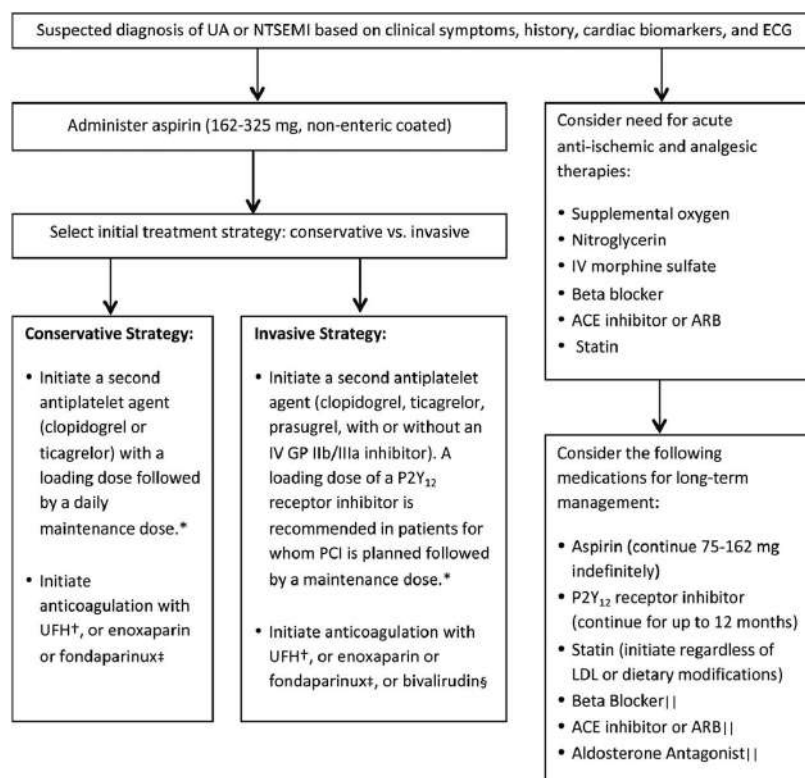 Suspected diagnosis of UA or NTSEMI based on clinical symptoms, history, cardiac biomarkers, and ECG
Administer aspirin (162-325 mg, non-enteric coated)
Select initial treatment strategy: conservative vs. invasive
Conservative Strategy:
• Initiate a second
antiplatelet agent
(clopidogrel or
ticagrelor) with a
loading dose followed
by a daily
maintenance dose.*
• Initiate
anticoagulation with
UFH†, or enoxaparin
or fondaparinux‡
Invasive Strategy:
• Initiate a second antiplatelet
agent (clopidogrel, ticagrelor,
prasugrel, with or without an
IV GP IIb/IIIa inhibitor). A
loading dose of a P2Y₁₂
receptor inhibitor is
recommended in patients for
whom PCI is planned followed
by a maintenance dose.*
• Initiate anticoagulation with
UFH†, or enoxaparin or
fondaparinux‡, or bivalirudin§
Consider need for acute
anti-ischemic and analgesic
therapies:
• Supplemental oxygen
• Nitroglycerin
• IV morphine sulfate
• Beta blocker
• ACE inhibitor or ARB
• Statin
Consider the following
medications for long-term
management:
• Aspirin (continue 75-162 mg
indefinitely)
• P2Y₁₂ receptor inhibitor
(continue for up to 12 months)
• Statin (initiate regardless of
LDL or dietary modifications)
• Beta Blocker||
• ACE inhibitor or ARB||
• Aldosterone Antagonist||